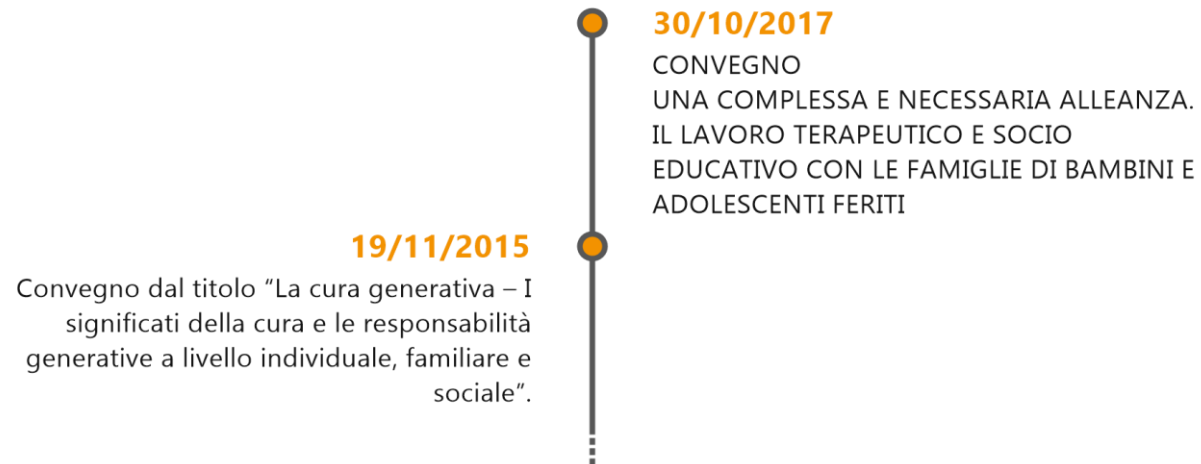 30/10/2017
CONVEGNO
UNA COMPLESSA E NECESSARIA ALLEANZA.
IL LAVORO TERAPEUTICO E SOCIO
EDUCATIVO CON LE FAMIGLIE DI BAMBINI E
ADOLESCENTI FERITI
19/11/2015
Convegno dal titolo “La cura generativa – I
significati della cura e le responsabilità
generative a livello individuale, familiare e
sociale”.